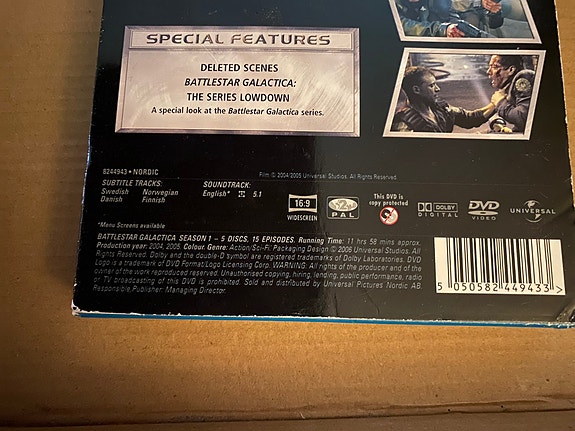 SPECIAL FEATURES
DELETED SCENES
BATTLESTAR GALACTICA:
THE SERIES LOWDOWN
A special look at the Battlestar Galactica series.
8244943 • NORDIC
Film © 2004/2005 Universal Studios. All Rights Reserved.
SUBTITLE TRACKS:
Swedish Norwegian
Danish Finnish
SOUNDTRACK:
English* 5.1
16:9
WIDESCREEN
2
PAL
This DVD is
copy protected
DOLBY
DIGITAL
DVD
VIDEO
UNIVERSAL
*Menu Screens available
BATTLESTAR GALACTICA SEASON 1 – 5 DISCS, 15 EPISODES. Running Time: 11 hrs 58 mins approx.
Production year: 2004, 2005. Colour. Genre: Action/Sci-Fi. Packaging Design © 2006 Universal Studios. All
Rights Reserved. Dolby and the double-D symbol are registered trademarks of Dolby Laboratories. DVD
Logo is a trademark of DVD Format/Logo Licensing Corp. WARNING: All rights of the producer and of the
owner of the work reproduced reserved. Unauthorised copying, hiring, lending, public performance, radio
or TV broadcasting of this DVD is prohibited. Sold and distributed by Universal Pictures Nordic AB.
Responsible Publisher: Managing Director.
5 050582 449433 >